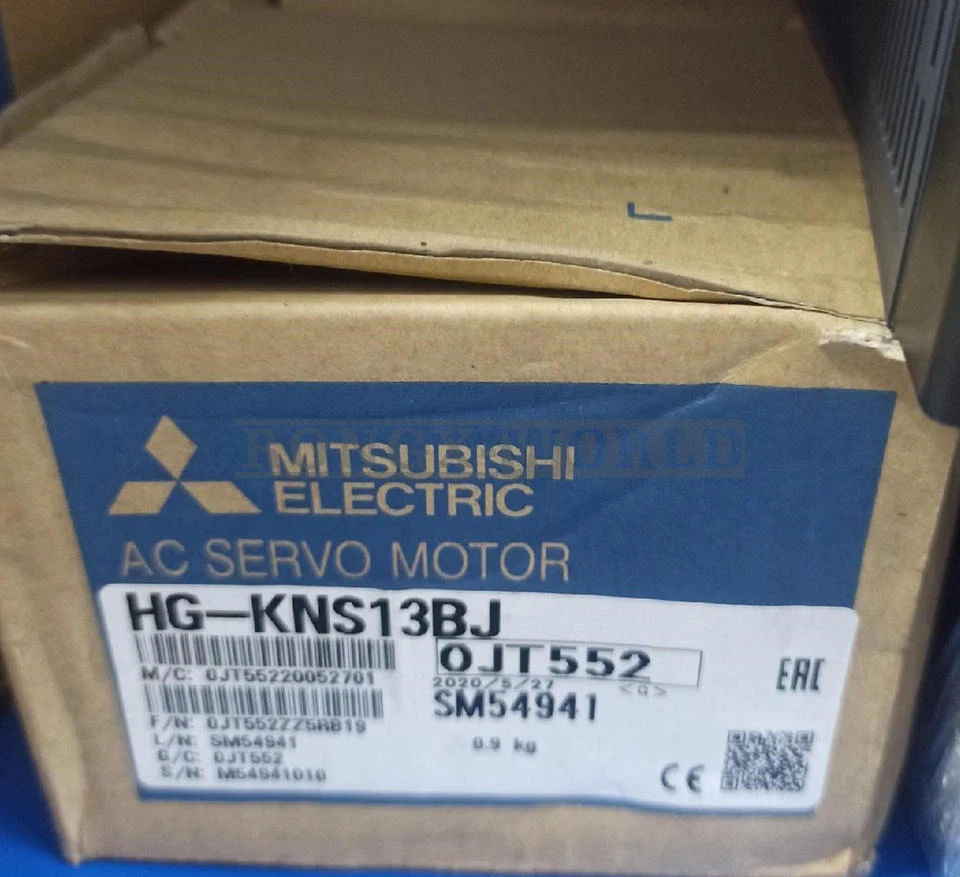 MITSUBISHI
ELECTRIC
AC SERVO MOTOR
HG-KNS13BJ
M/C: 0JT55220052701
0JT552
2020/5/27
<G>
SM54941
F/N: 0JT552ZZ5RB19
L/N: SM54941
G/C: 0JT552
S/N: M54941010
0.9 kg
EAC
CE